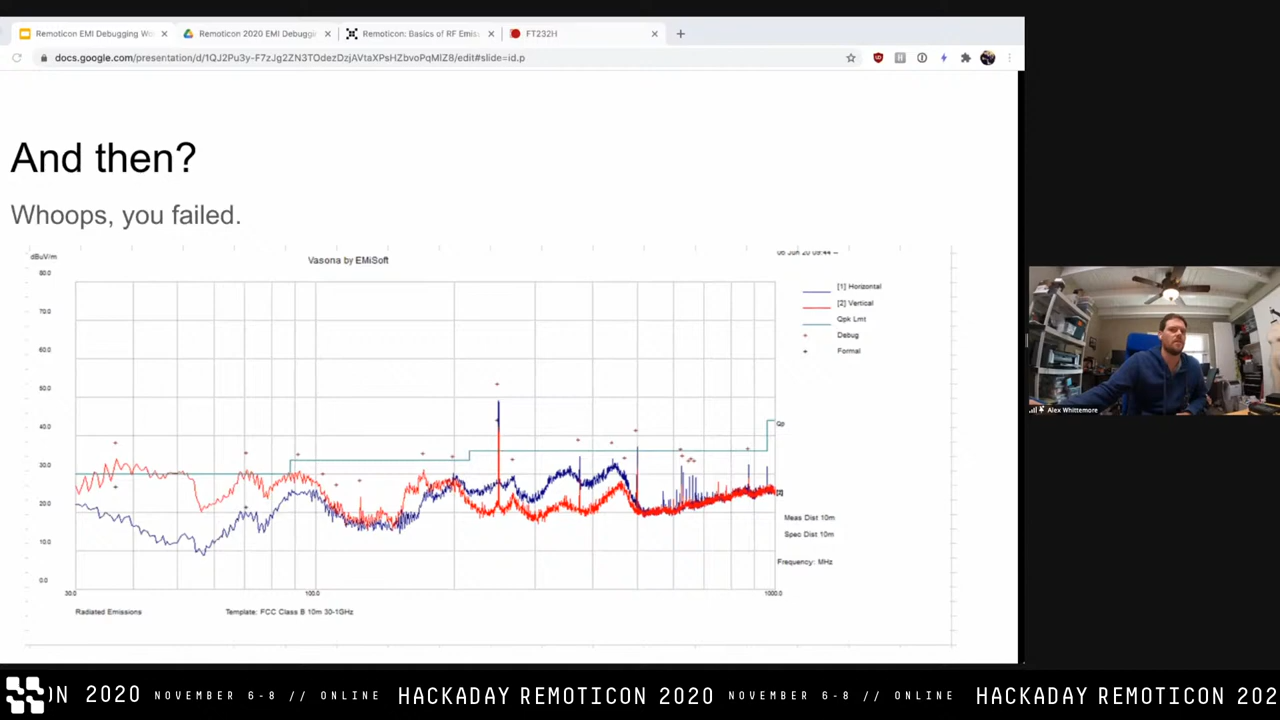 Remoticon EMI Debugging Wo
Remoticon 2020 EMI Debuggi
Remoticon: Basics of RF Emiss
FT232H
docs.google.com/presentation/d/1QJ2Pu3y-F7zJg2ZN3TOdezDzjAVtaXPsHZbvoPqMIZ8/edit#slide=id.p
And then?
Whoops, you failed.
dBuV/m
Vasona by EMiSoft
80.0
70.0
60.0
50.0
40.0
30.0
20.0
10.0
0.0
[1] Horizontal
[2] Vertical
Qpk Lmt
Debug
Formal
Qp
Meas Dist 10m
Spec Dist 10m
Frequency: MHz
30.0
100.0
1000.0
Radiated Emissions
Template: FCC Class B 10m 30-1GHz
Alex Whittemore
ON 2020
NOVEMBER 6-8 // ONLINE
HACKADAY REMOTICON 2020
NOVEMBER 6-8 // ONLINE
HACKADAY REMOTICON 202